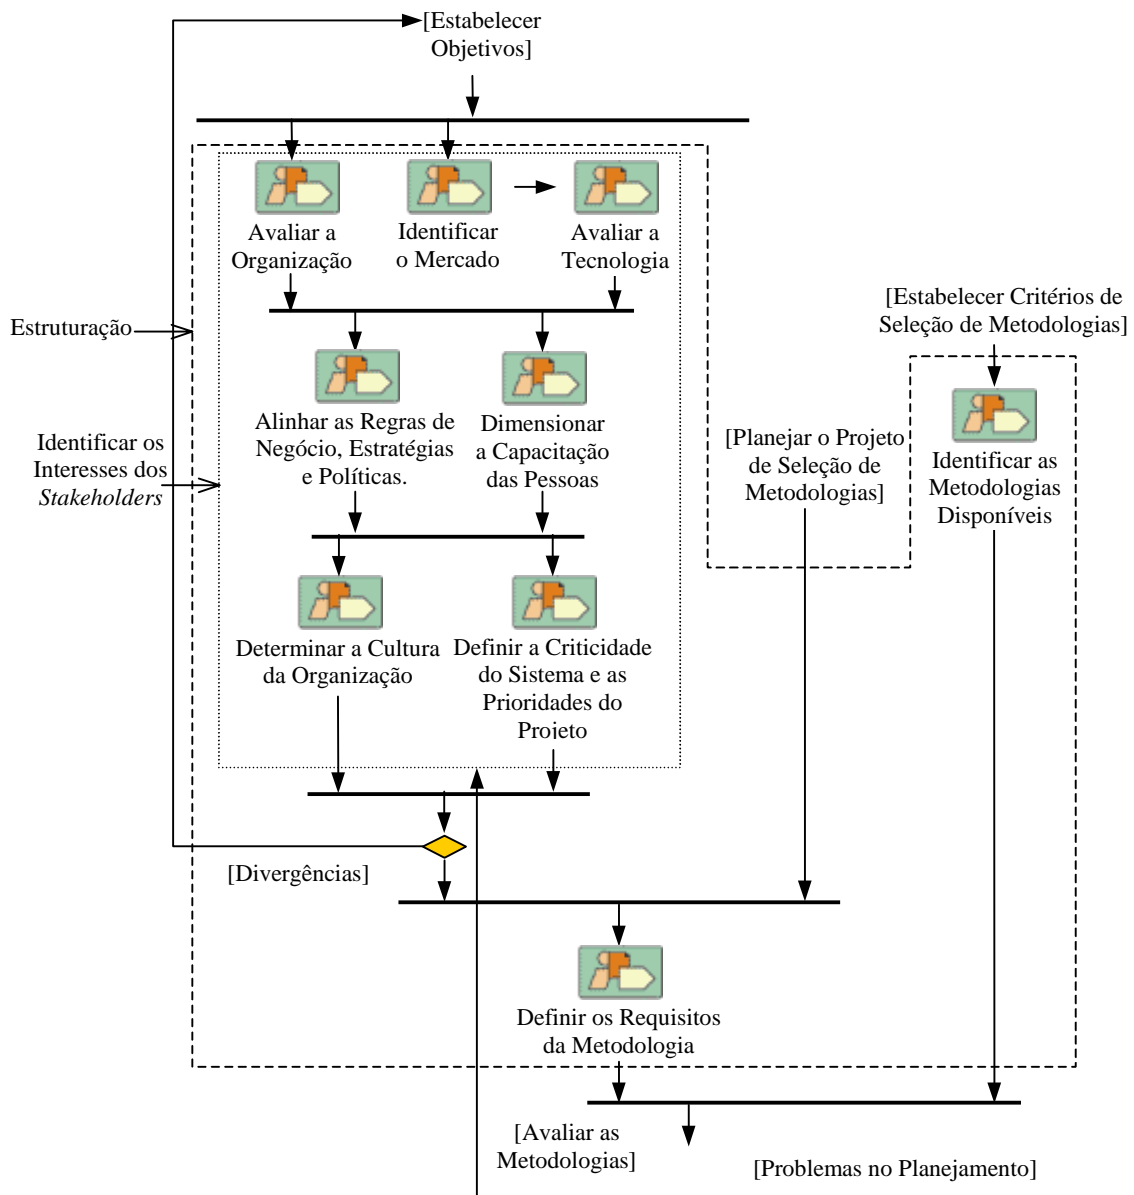 [Estabelecer
Objetivos]
Avaliar a
Organização
Identificar
o Mercado
Avaliar a
Tecnologia
[Estabelecer Critérios de
Seleção de Metodologias]
Estruturação
Alinhar as Regras de
Negócio, Estratégias
e Políticas.
Dimensionar
a Capacitação
das Pessoas
[Planejar o Projeto
de Seleção de
Metodologias]
Identificar as
Metodologias
Disponíveis
Identificar os
Interesses dos
Stakeholders
Determinar a Cultura
da Organização
Definir a Criticidade
do Sistema e as
Prioridades do
Projeto
[Divergências]
Definir os Requisitos
da Metodologia
[Avaliar as
Metodologias]
[Problemas no Planejamento]